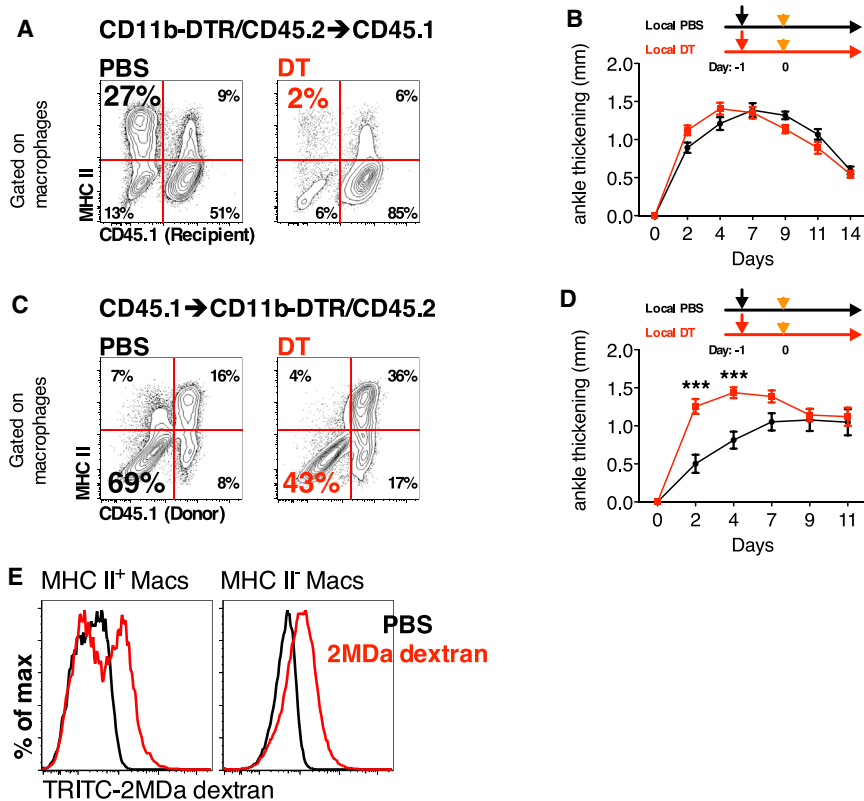 A
CD11b-DTR/CD45.2➔CD45.1
PBS
DT
27%
9%
2%
6%
13%
51%
6%
85%
Gated on
macrophages
MHC II
CD45.1 (Recipient)
B
Local PBS
Local DT
Day: -1
0
ankle thickening (mm)
2.0
1.5
1.0
0.5
0.0
0 2 4 7 9 11 14
Days
C
CD45.1➔CD11b-DTR/CD45.2
PBS
DT
7%
16%
4%
36%
69%
8%
43%
17%
Gated on
macrophages
MHC II
CD45.1 (Donor)
D
Local PBS
Local DT
Day: -1
0
ankle thickening (mm)
2.0
1.5
1.0
0.5
0.0
***
***
0 2 4 7 9 11
Days
E
MHC II⁺ Macs
MHC II⁻ Macs
PBS
2MDa dextran
% of max
TRITC-2MDa dextran